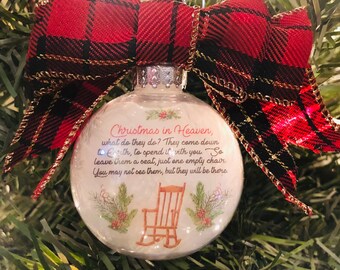 Christmas in Heaven,
what do they do? They come down
to earth, to spend it with you. So
leave them a seat, just one empty chair.
You may not see them, but they will be there.